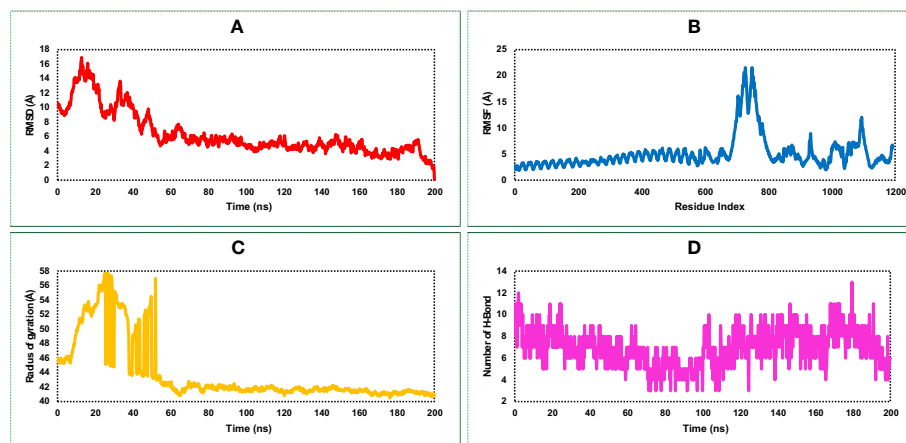 A
RMSD (Å)
18
16
14
12
10
8
6
4
2
0
0 20 40 60 80 100 120 140 160 180 200
Time (ns)
B
RMSF (Å)
25
20
15
10
5
0
0 200 400 600 800 1000 1200
Residue Index
C
Radius of gyration (Å)
58
56
54
52
50
48
46
44
42
40
0 20 40 60 80 100 120 140 160 180 200
Time (ns)
D
Number of H-Bond
14
12
10
8
6
4
2
0 20 40 60 80 100 120 140 160 180 200
Time (ns)